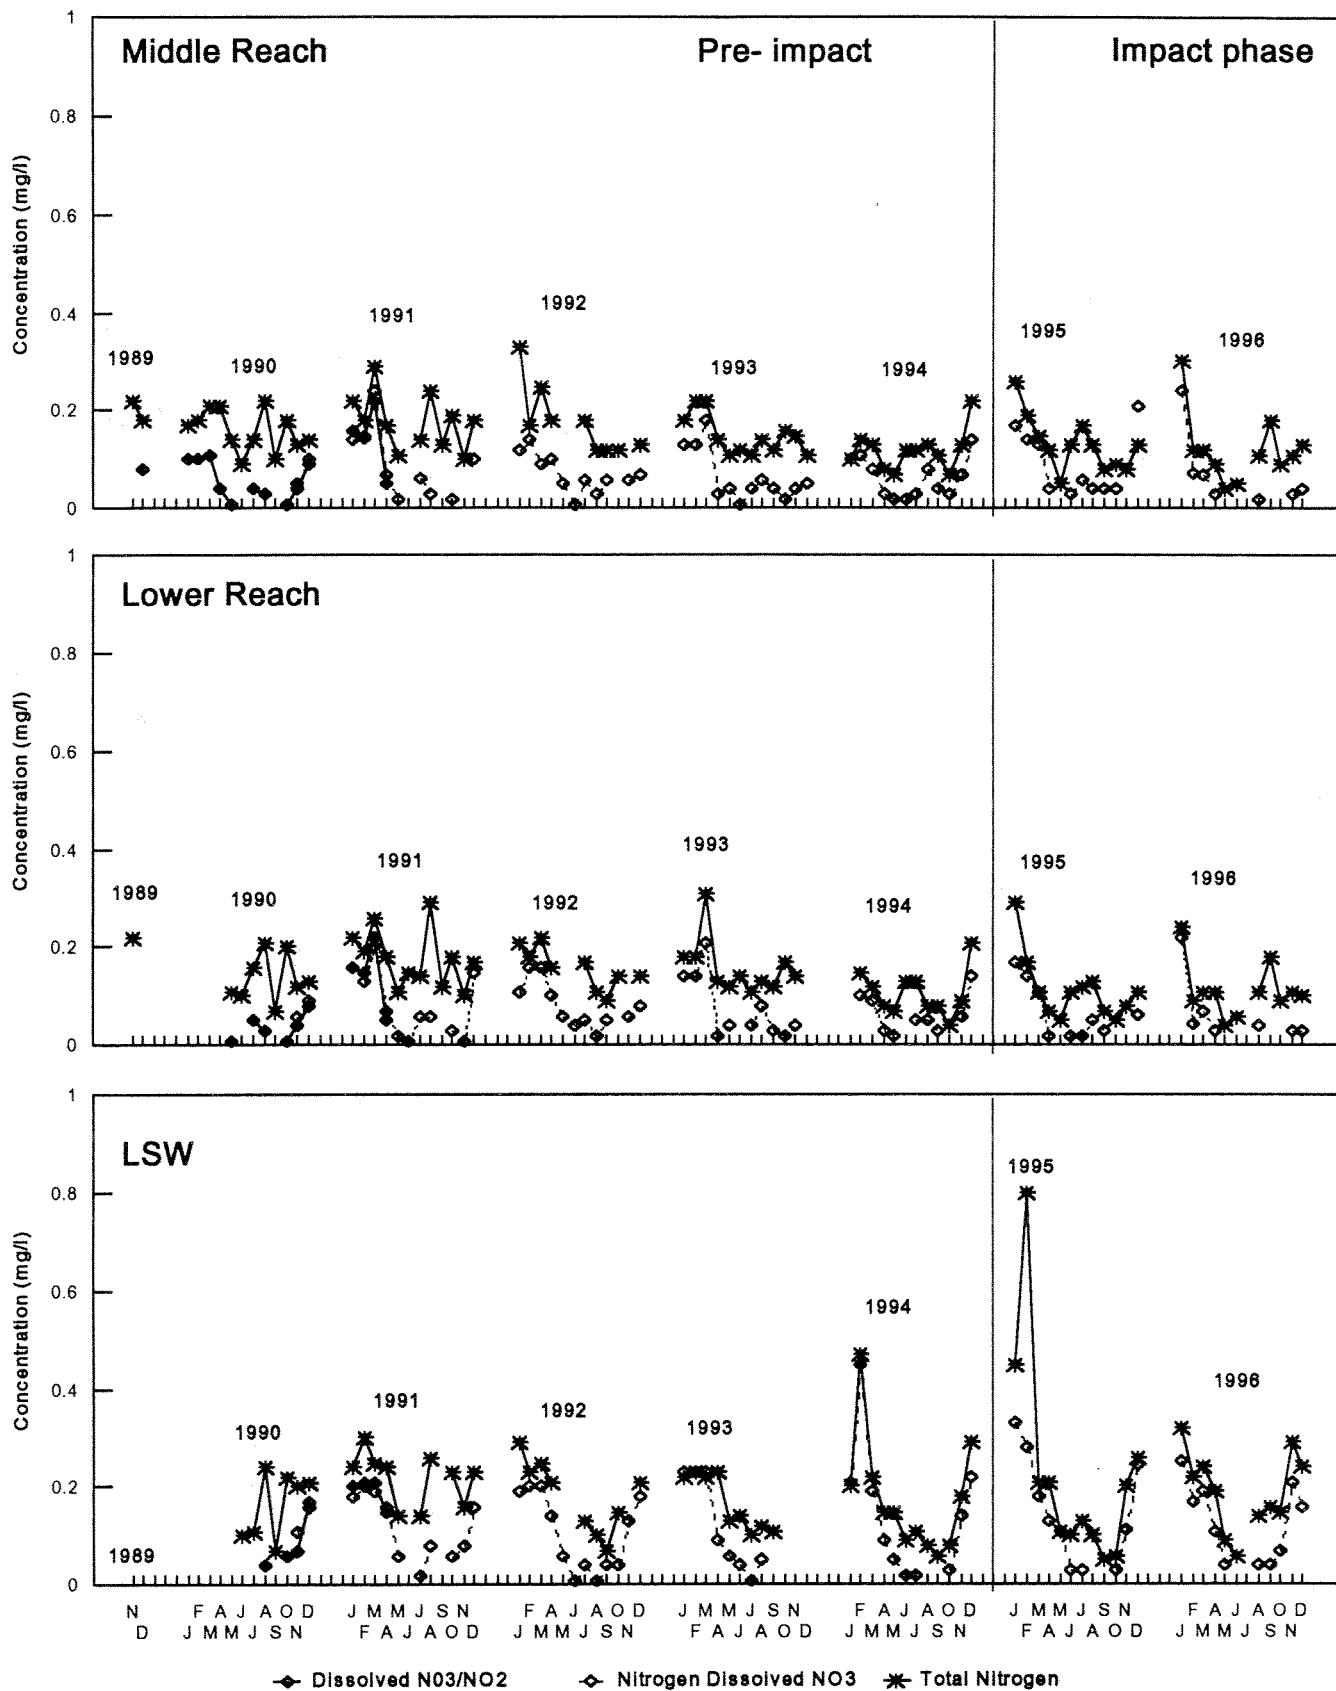 1
Middle Reach Pre- impact Impact phase
0.8
0.6
0.4
0.2
0
Concentration (mg/l)
1989 1990 1991 1992 1993 1994 1995 1996
1
Lower Reach
0.8
0.6
0.4
0.2
0
Concentration (mg/l)
1989 1990 1991 1992 1993 1994 1995 1996
1
LSW
0.8
0.6
0.4
0.2
0
Concentration (mg/l)
1989 1990 1991 1992 1993 1994 1995 1996
N F A J A O D J M M J S N J M M J S N J M M J S N F A J A O D J M M J S N F A J A O D
D J M M J S N F A J A O D F A J A O D F A J A O D J M M J S N F A J A O D J M M J S N
Dissolved N03/NO2 Nitrogen Dissolved NO3 Total Nitrogen